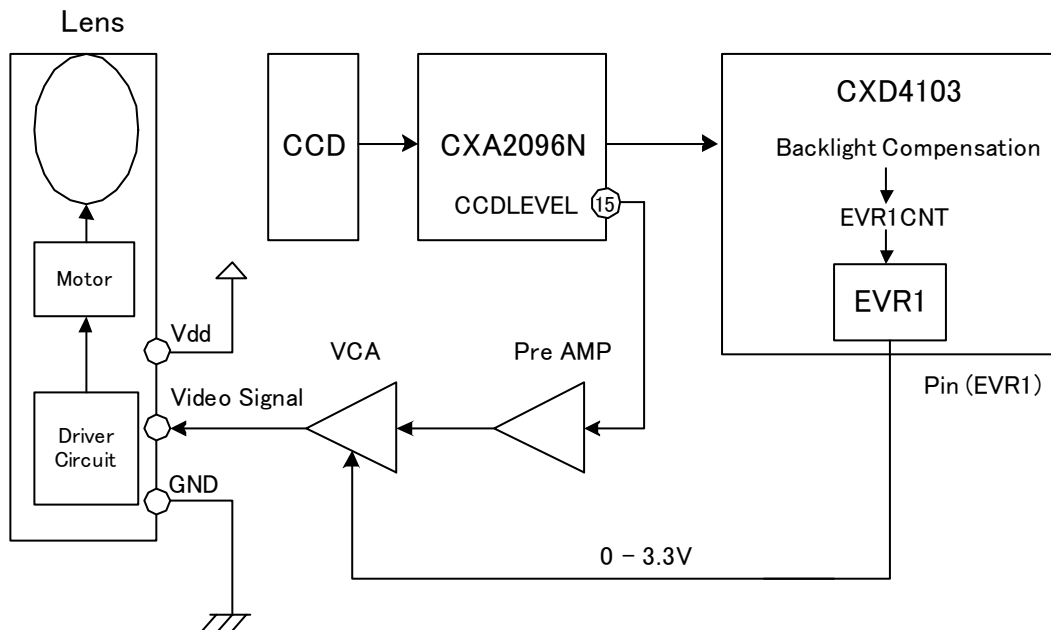 Lens
CCD
CXA2096N
CCDLEVEL
15
CXD4103
Backlight Compensation
EVR1CNT
EVR1
Pin (EVR1)
Motor
Vdd
VCA
Pre AMP
Video Signal
Driver
Circuit
GND
0 – 3.3V